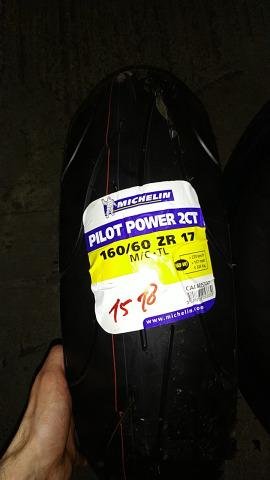 MICHELIN
PILOT POWER 2CT
160/60 ZR 17
M/C TL
1598
www.michelin.com